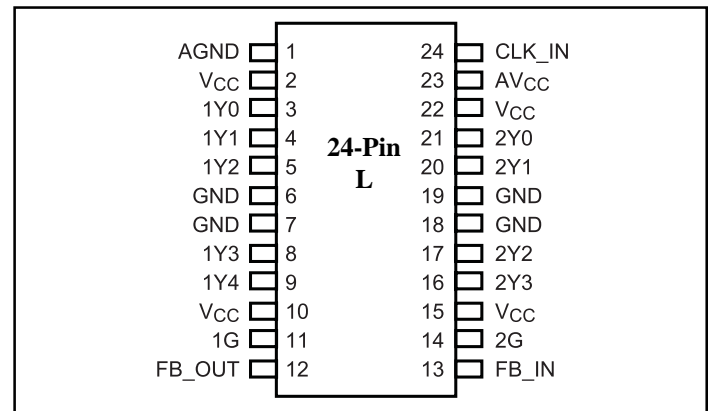 AGND 1 24 CLK_IN
VCC 2 23 AVCC
1Y0 3 22 VCC
1Y1 4 21 2Y0
1Y2 5 20 2Y1
24-Pin
L
GND 6 19 GND
GND 7 18 GND
1Y3 8 17 2Y2
1Y4 9 16 2Y3
VCC 10 15 VCC
1G 11 14 2G
FB_OUT 12 13 FB_IN